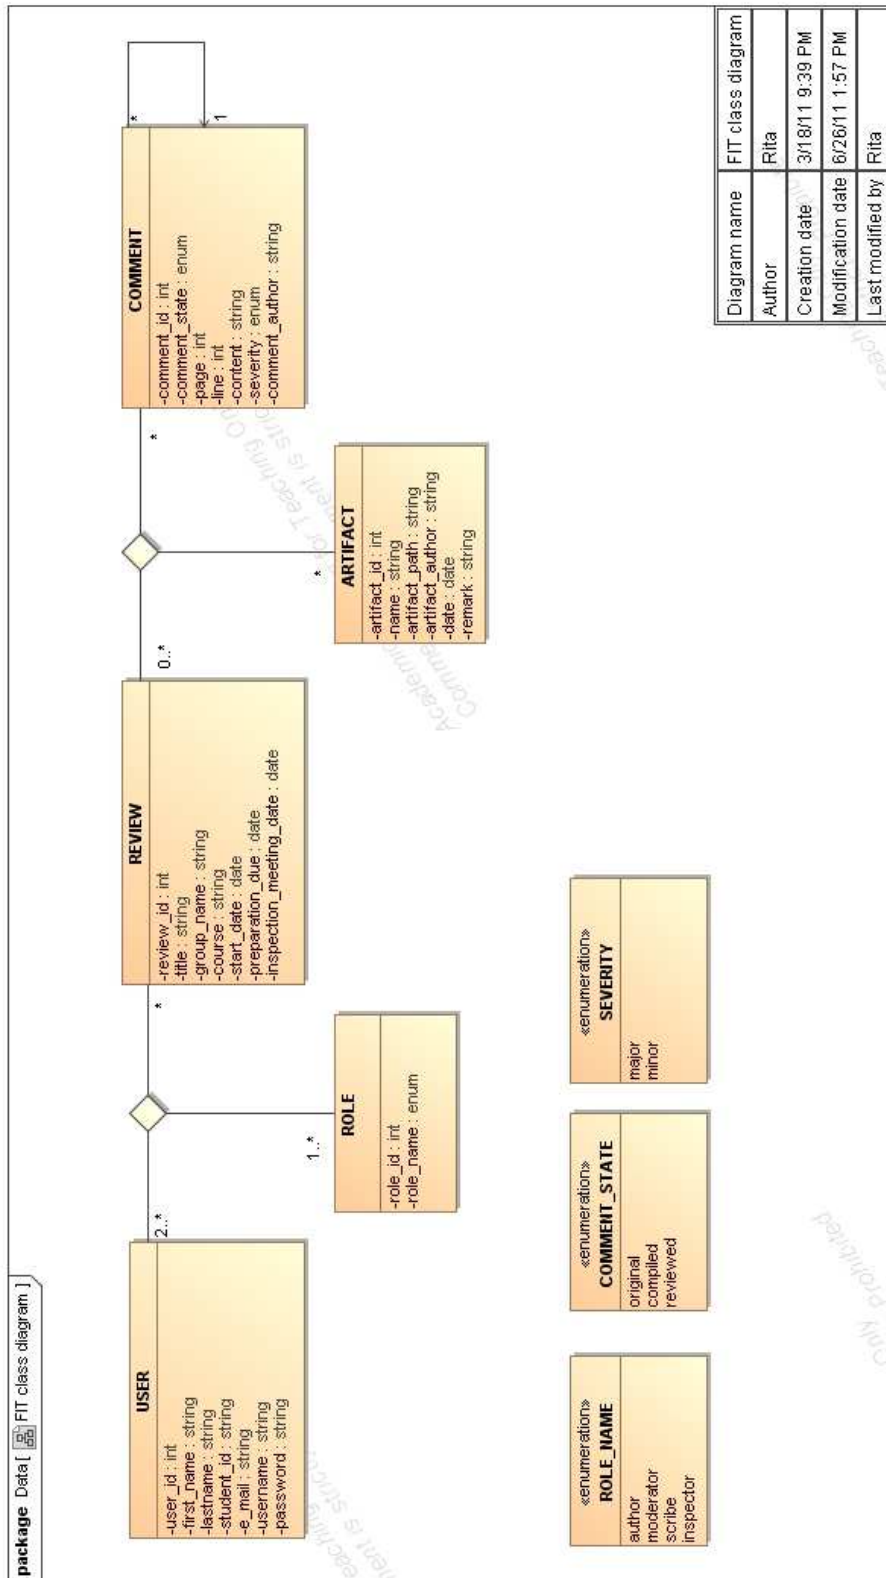 package Data[ FIT class diagram ]
USER
-user_id : int
-first_name : string
-lastname : string
-student_id : string
-e_mail : string
-username : string
-password : string
2..*
*
1..*
ROLE
-role_id : int
-role_name : enum
REVIEW
-review_id : int
-title : string
-group_name : string
-course : string
-start_date : date
-preparation_due : date
-inspection_meeting_date : date
0..*
*
*
ARTIFACT
-artifact_id : int
-name : string
-artifact_path : string
-artifact_author : string
-date : date
-remark : string
COMMENT
-comment_id : int
-comment_state : enum
-page : int
-line : int
-content : string
-severity : enum
-comment_author : string
*
1
«enumeration»
ROLE_NAME
author
moderator
scribe
inspector
«enumeration»
COMMENT_STATE
original
compiled
reviewed
«enumeration»
SEVERITY
major
minor
Diagram name FIT class diagram
Author Rita
Creation date 3/18/11 9:39 PM
Modification date 6/26/11 1:57 PM
Last modified by Rita
Only Prohibited